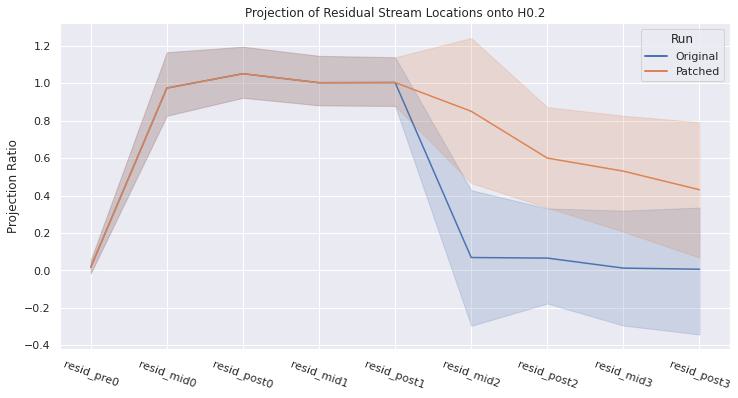 Projection of Residual Stream Locations onto H0.2
Run
Original
Patched
Projection Ratio
1.2
1.0
0.8
0.6
0.4
0.2
0.0
−0.2
−0.4
resid_pre0
resid_mid0
resid_post0
resid_mid1
resid_post1
resid_mid2
resid_post2
resid_mid3
resid_post3